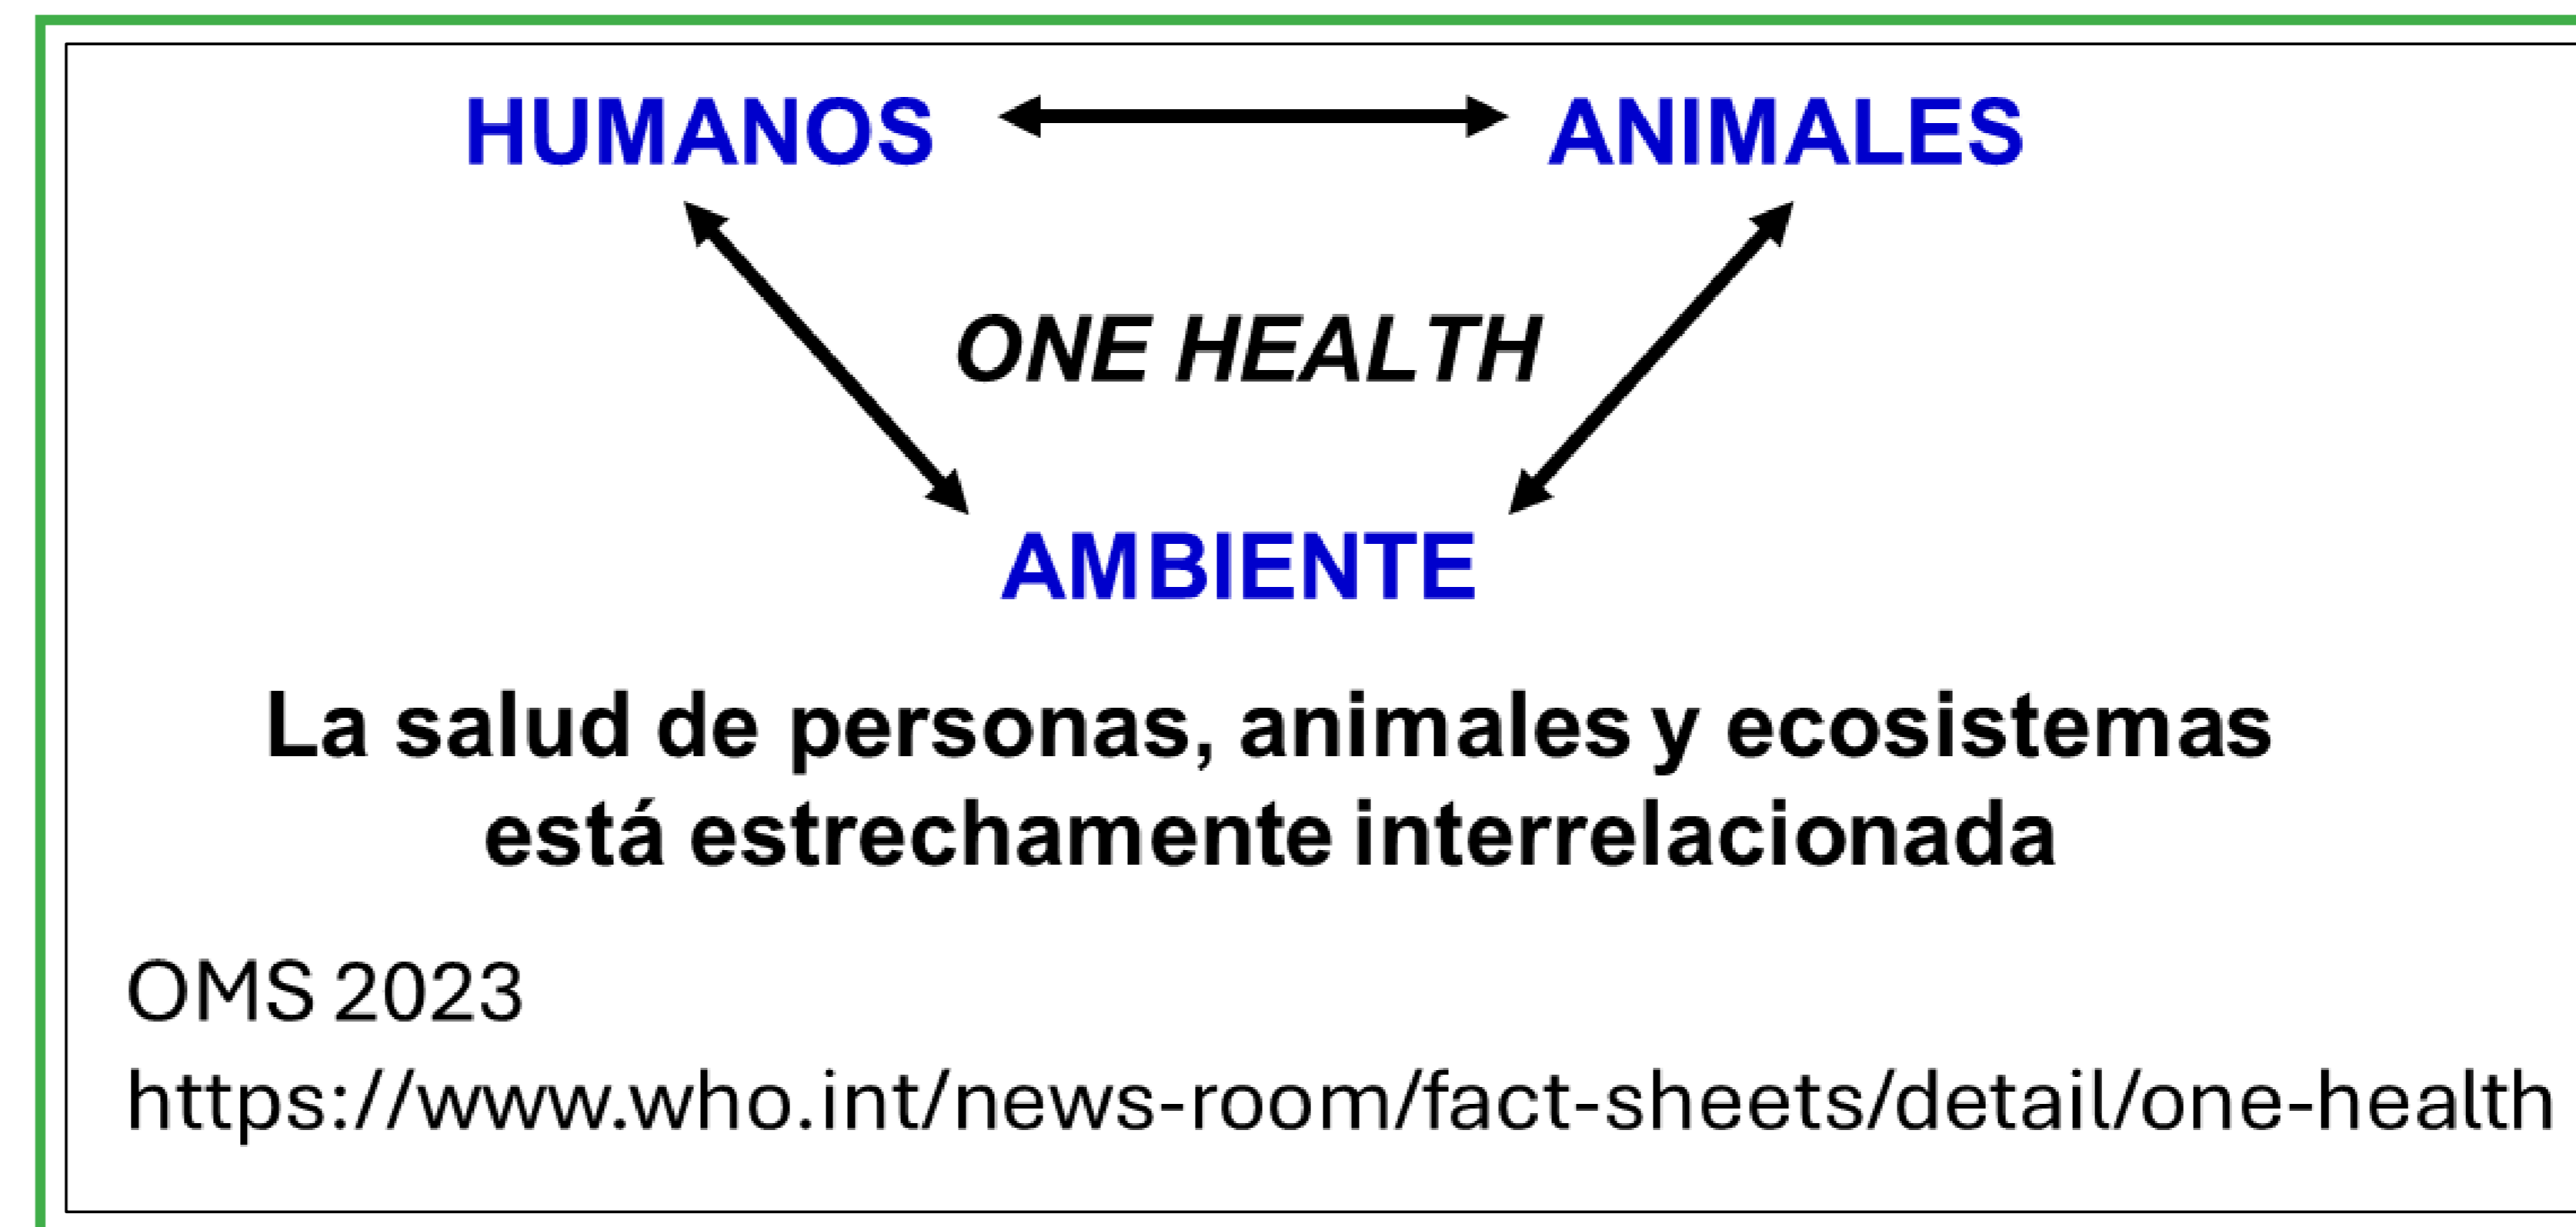 HUMANOS ANIMALES
ONE HEALTH
AMBIENTE
La salud de personas, animales y ecosistemas
está estrechamente interrelacionada
OMS 2023
https://www.who.int/news-room/fact-sheets/detail/one-health